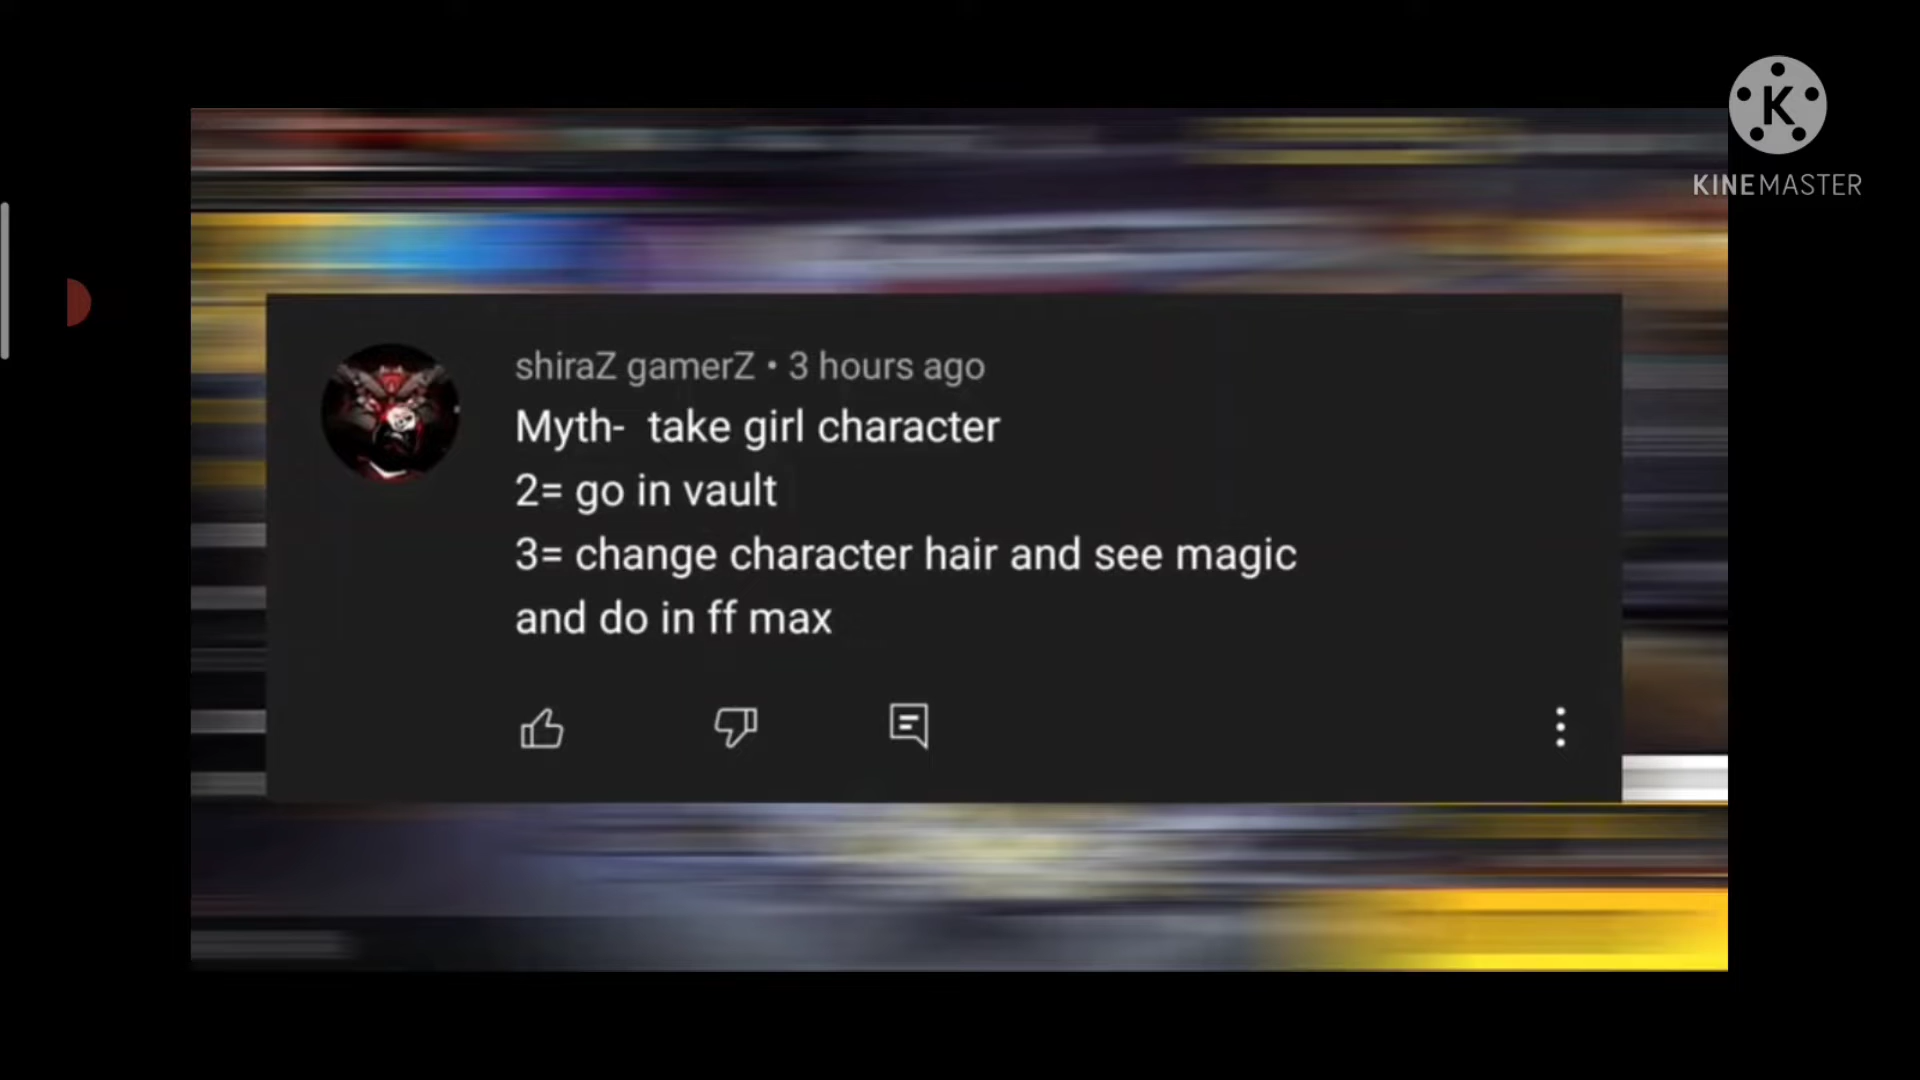 K
KINEMASTER
shiraZ gamerZ • 3 hours ago
Myth-  take girl character
2= go in vault
3= change character hair and see magic
and do in ff max